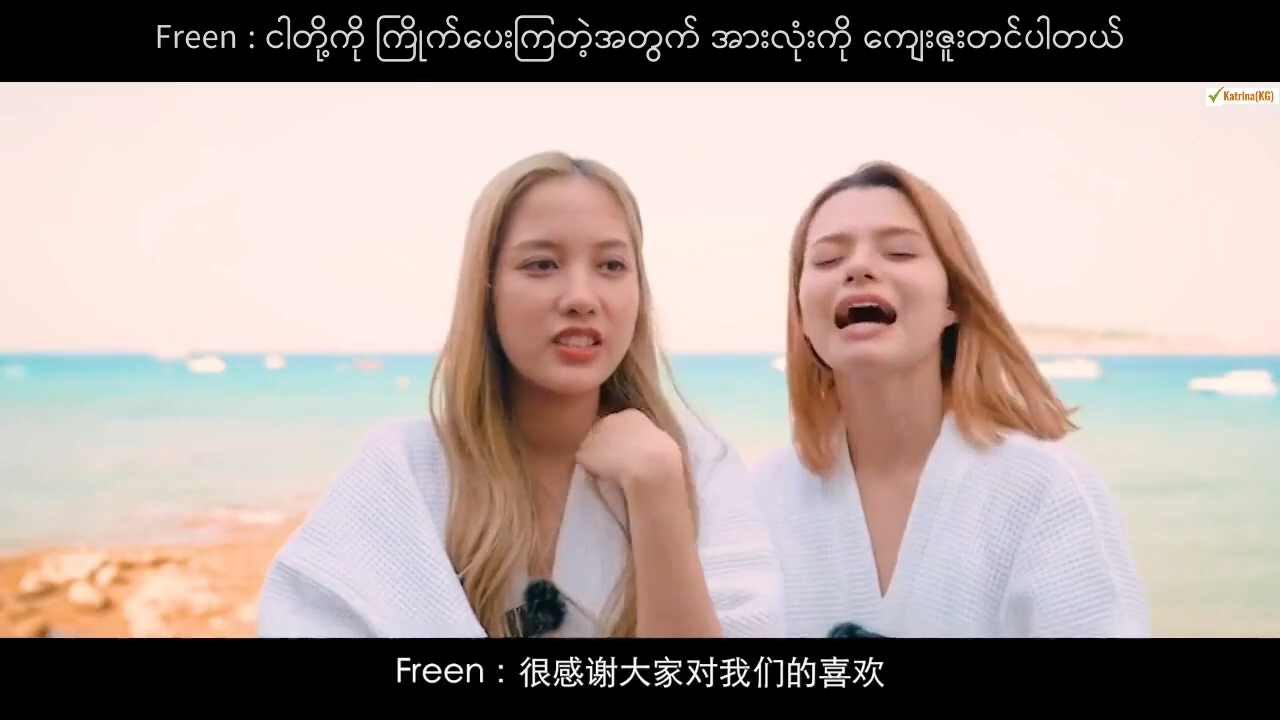 Freen : ငါတို့ကို ကြိုက်ပေးကြတဲ့အတွက် အားလုံးကို ကျေးဇူးတင်ပါတယ်
Katrina(KG)
Freen : 很感谢大家对我们的喜欢